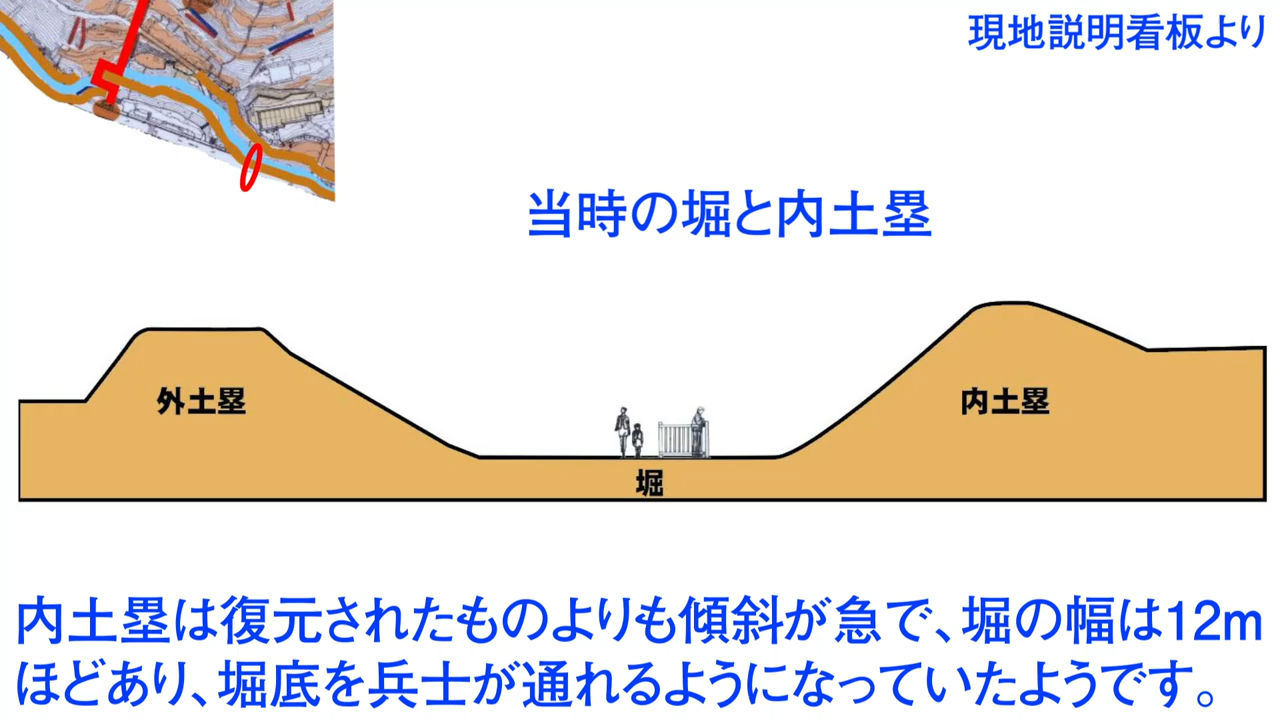 現地説明看板より
当時の堀と内土塁
外土塁
内土塁
堀
内土塁は復元されたものよりも傾斜が急で、堀の幅は12m
ほどあり、堀底を兵士が通れるようになっていたようです。